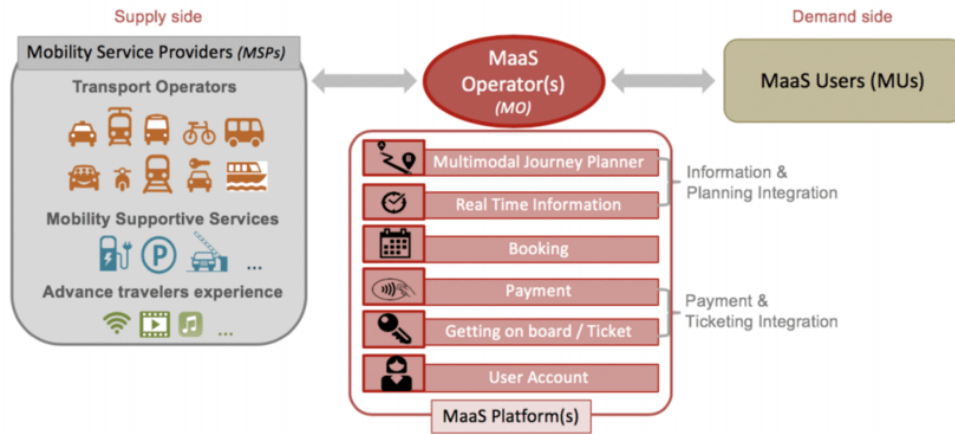 Supply side
Demand side
Mobility Service Providers (MSPs)
Transport Operators
Mobility Supportive Services
...
Advance travelers experience
...
MaaS
Operator(s)
(MO)
MaaS Users (MUs)
Multimodal Journey Planner
Real Time Information
Booking
Payment
Getting on board / Ticket
User Account
MaaS Platform(s)
Information &
Planning Integration
Payment &
Ticketing Integration
P